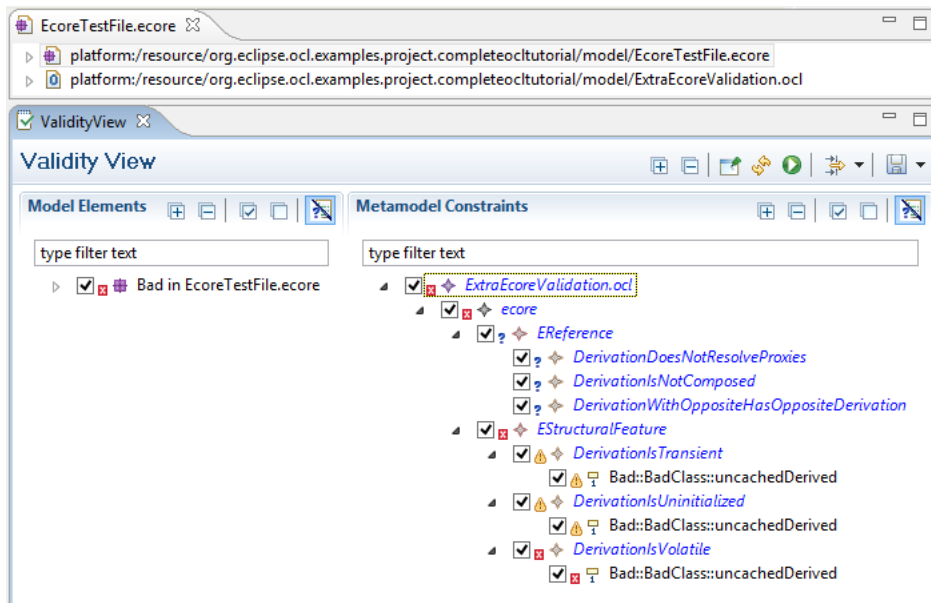 EcoreTestFile.ecore
platform:/resource/org.eclipse.ocl.examples.project.completeocltutorial/model/EcoreTestFile.ecore
platform:/resource/org.eclipse.ocl.examples.project.completeocltutorial/model/ExtraEcoreValidation.ocl
ValidityView
Validity View
Model Elements
Metamodel Constraints
type filter text
type filter text
Bad in EcoreTestFile.ecore
ExtraEcoreValidation.ocl
ecore
EReference
DerivationDoesNotResolveProxies
DerivationIsNotComposed
DerivationWithOppositeHasOppositeDerivation
EStructuralFeature
DerivationIsTransient
Bad::BadClass::uncachedDerived
DerivationIsUninitialized
Bad::BadClass::uncachedDerived
DerivationIsVolatile
Bad::BadClass::uncachedDerived